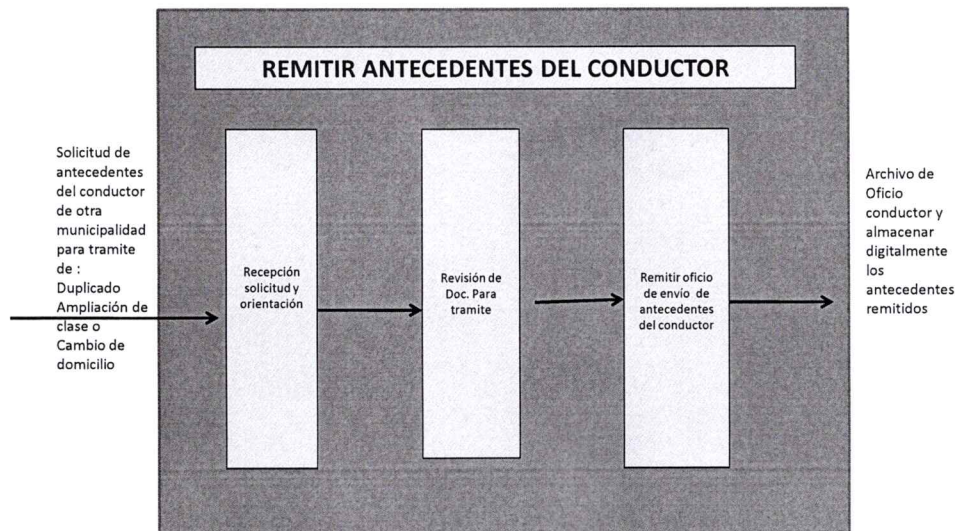 REMITIR ANTECEDENTES DEL CONDUCTOR
Solicitud de
antecedentes
del conductor
de otra
municipalidad
para tramite
de :
Duplicado
Ampliación de
clase o
Cambio de
domicilio
Recepción
solicitud y
orientación
Revisión de
Doc. Para
tramite
Remitir oficio
de envío de
antecedentes
del conductor
Archivo de
Oficio
conductor y
almacenar
digitalmente
los
antecedentes
remitidos